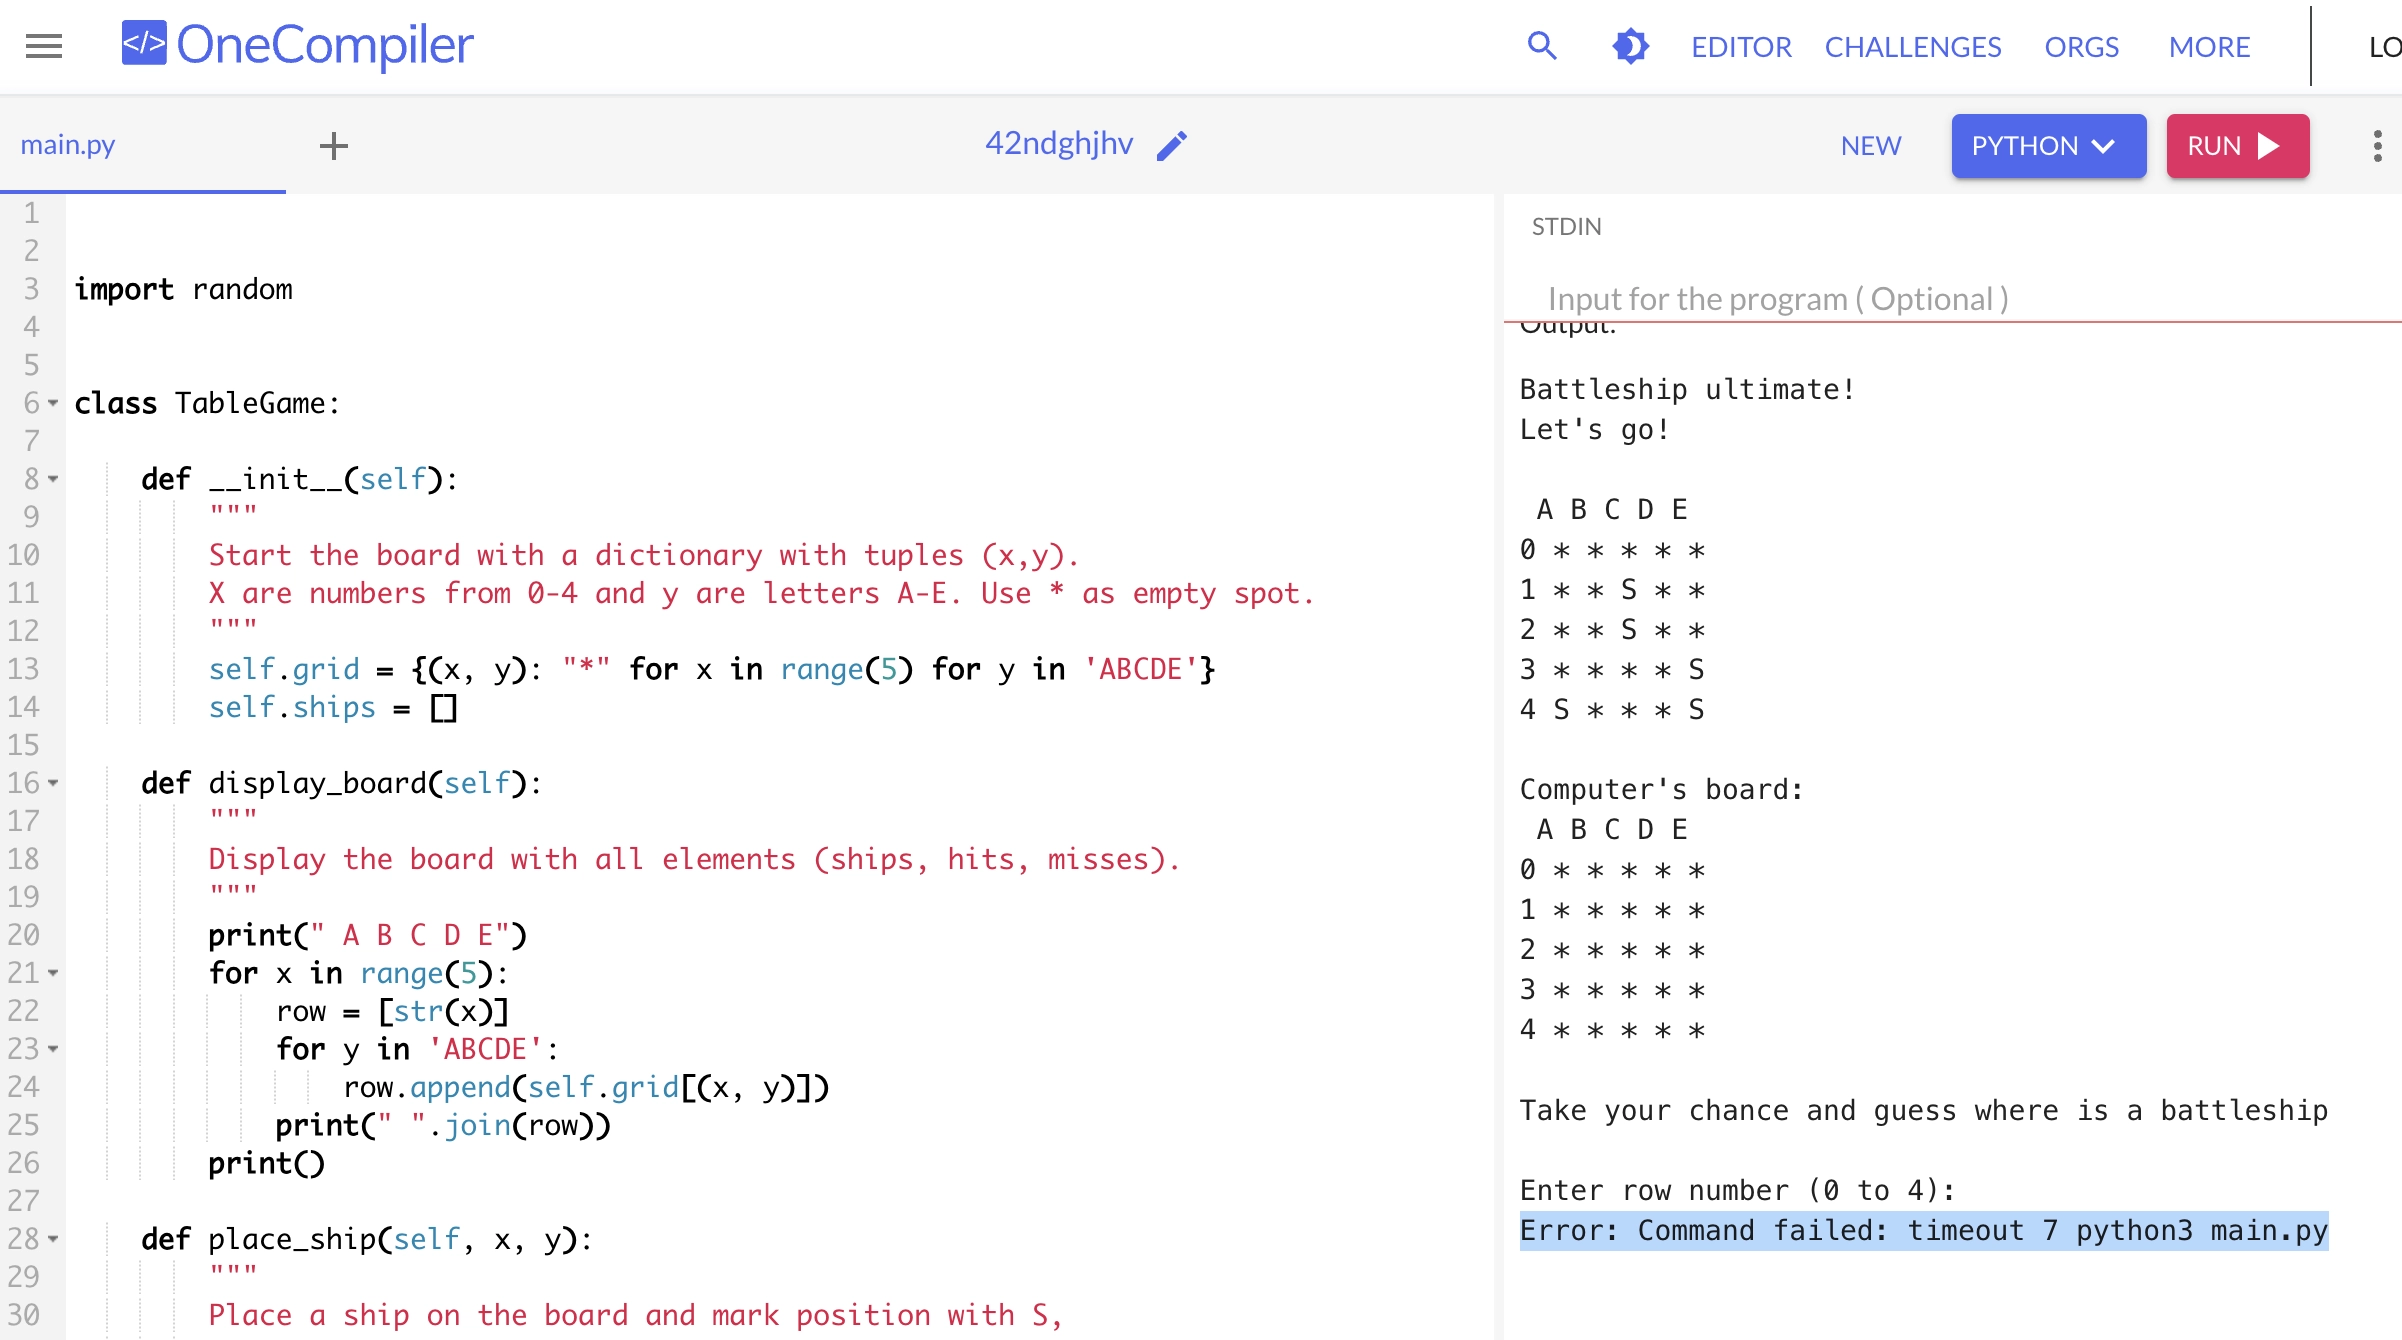 </> OneCompiler
EDITOR CHALLENGES ORGS MORE LO
main.py
42ndghjhv
NEW PYTHON RUN
1
2
3 import random
4
5
6 class TableGame:
7
8 def __init__(self):
9 """
10 Start the board with a dictionary with tuples (x,y).
11 X are numbers from 0-4 and y are letters A-E. Use * as empty spot.
12 """
13 self.grid = {(x, y): "*" for x in range(5) for y in 'ABCDE'}
14 self.ships = []
15
16 def display_board(self):
17 """
18 Display the board with all elements (ships, hits, misses).
19 """
20 print(" A B C D E")
21 for x in range(5):
22 row = [str(x)]
23 for y in 'ABCDE':
24 row.append(self.grid[(x, y)])
25 print(" ".join(row))
26 print()
27
28 def place_ship(self, x, y):
29 """
30 Place a ship on the board and mark position with S,
STDIN
Input for the program ( Optional )
Output:
Battleship ultimate!
Let's go!
A B C D E
0 * * * * *
1 * * S * *
2 * * S * *
3 * * * * S
4 S * * * S
Computer's board:
A B C D E
0 * * * * *
1 * * * * *
2 * * * * *
3 * * * * *
4 * * * * *
Take your chance and guess where is a battleship
Enter row number (0 to 4):
Error: Command failed: timeout 7 python3 main.py